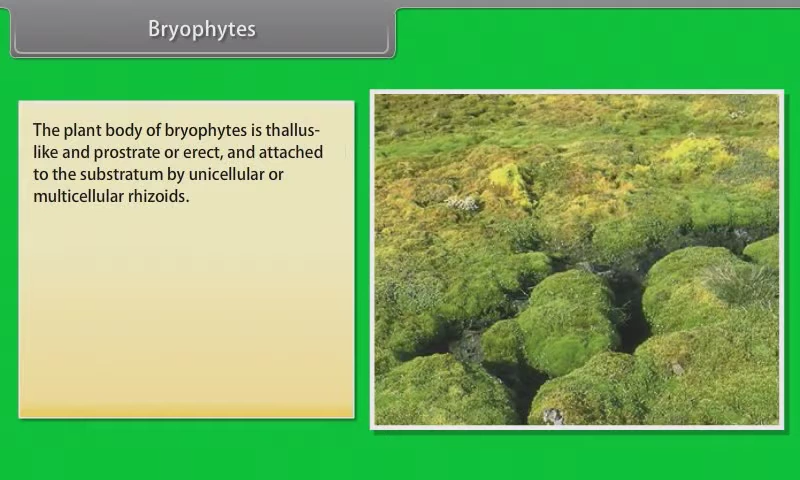 Bryophytes
The plant body of bryophytes is thallus-
like and prostrate or erect, and attached
to the substratum by unicellular or
multicellular rhizoids.